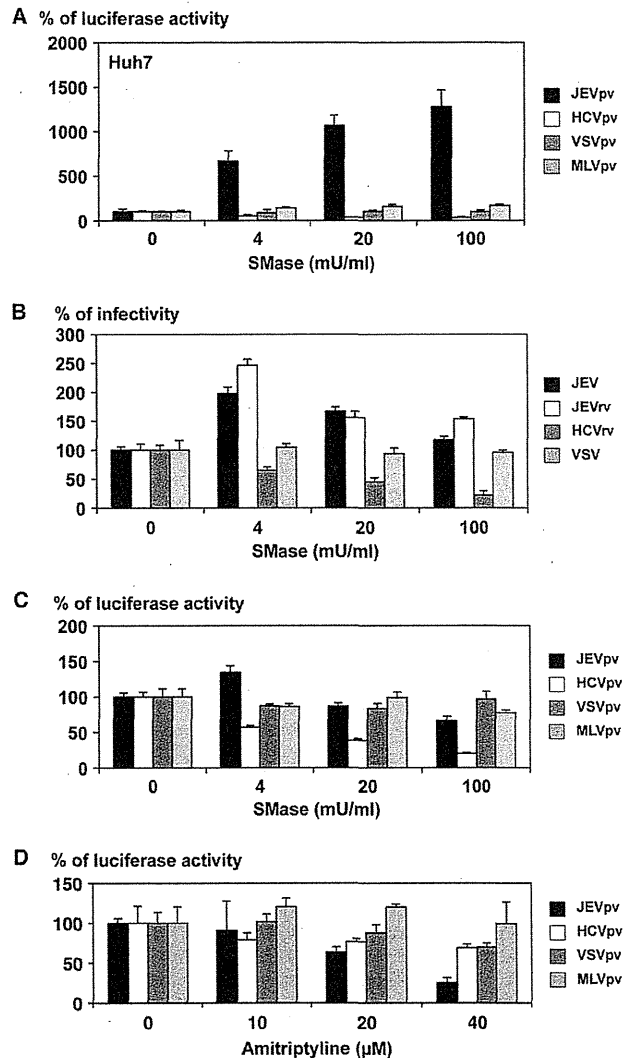 A % of luciferase activity
2000
1500
1000
500
0
Huh7
JEVpv
HCVpv
VSVpv
MLVpv
0 4 20 100
SMase (mU/ml)
B % of infectivity
300
250
200
150
100
50
0
JEV
JEVrv
HCVrv
VSV
0 4 20 100
SMase (mU/ml)
C % of luciferase activity
200
150
100
50
0
JEVpv
HCVpv
VSVpv
MLVpv
0 4 20 100
SMase (mU/ml)
D % of luciferase activity
150
100
50
0
JEVpv
HCVpv
VSVpv
MLVpv
0 10 20 40
Amitriptyline (µM)